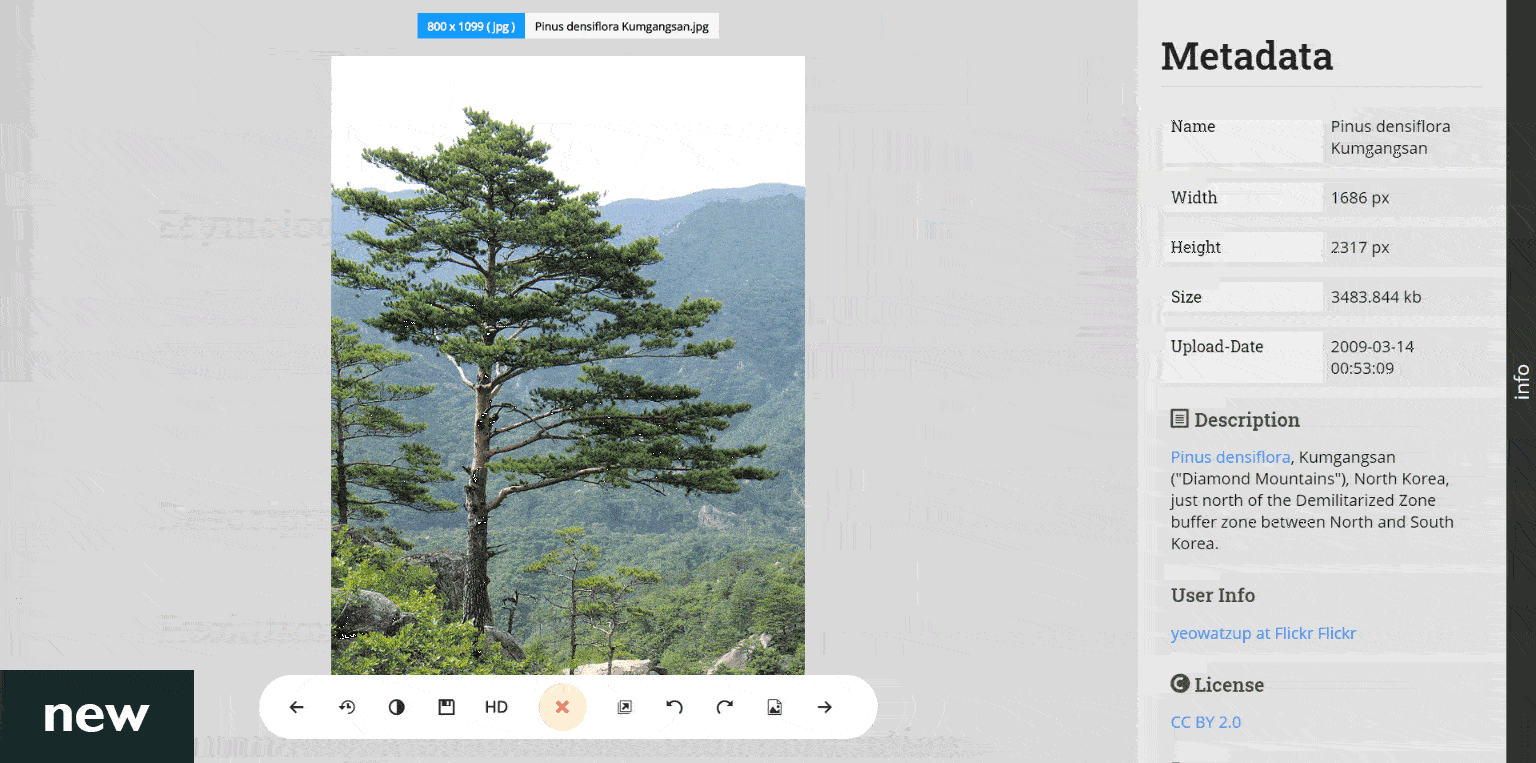 800 x 1099 ( jpg )
Pinus densiflora Kumgangsan.jpg
Metadata
Name
Pinus densiflora
Kumgangsan
Width
1686 px
Height
2317 px
Size
3483.844 kb
Upload-Date
2009-03-14
00:53:09
Description
Pinus densiflora, Kumgangsan
("Diamond Mountains"), North Korea,
just north of the Demilitarized Zone
buffer zone between North and South
Korea.
User Info
yeowatzup at Flickr Flickr
License
CC BY 2.0
info
HD
new